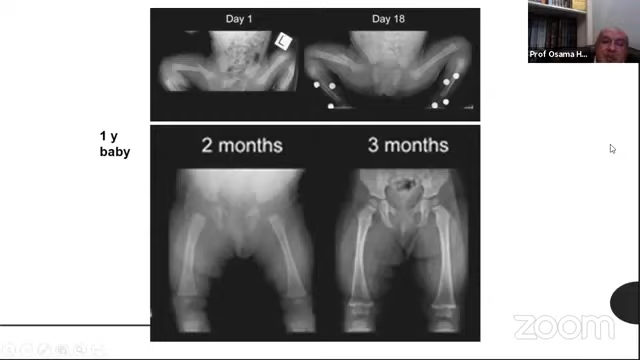 Day 1
Day 18
L
Prof Osama H...
1 y
baby
2 months
3 months
zoom